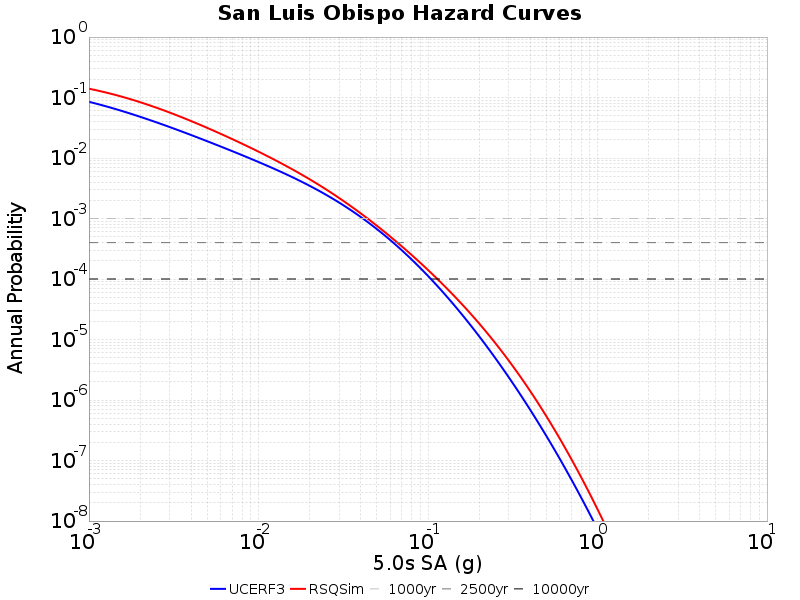 San Luis Obispo Hazard Curves
10^0
10^-1
10^-2
10^-3
10^-4
10^-5
10^-6
10^-7
10^-8
Annual Probabilitiy
10^-3 10^-2 10^-1 10^0 10^1
5.0s SA (g)
UCERF3 RSQSim 1000yr 2500yr 10000yr